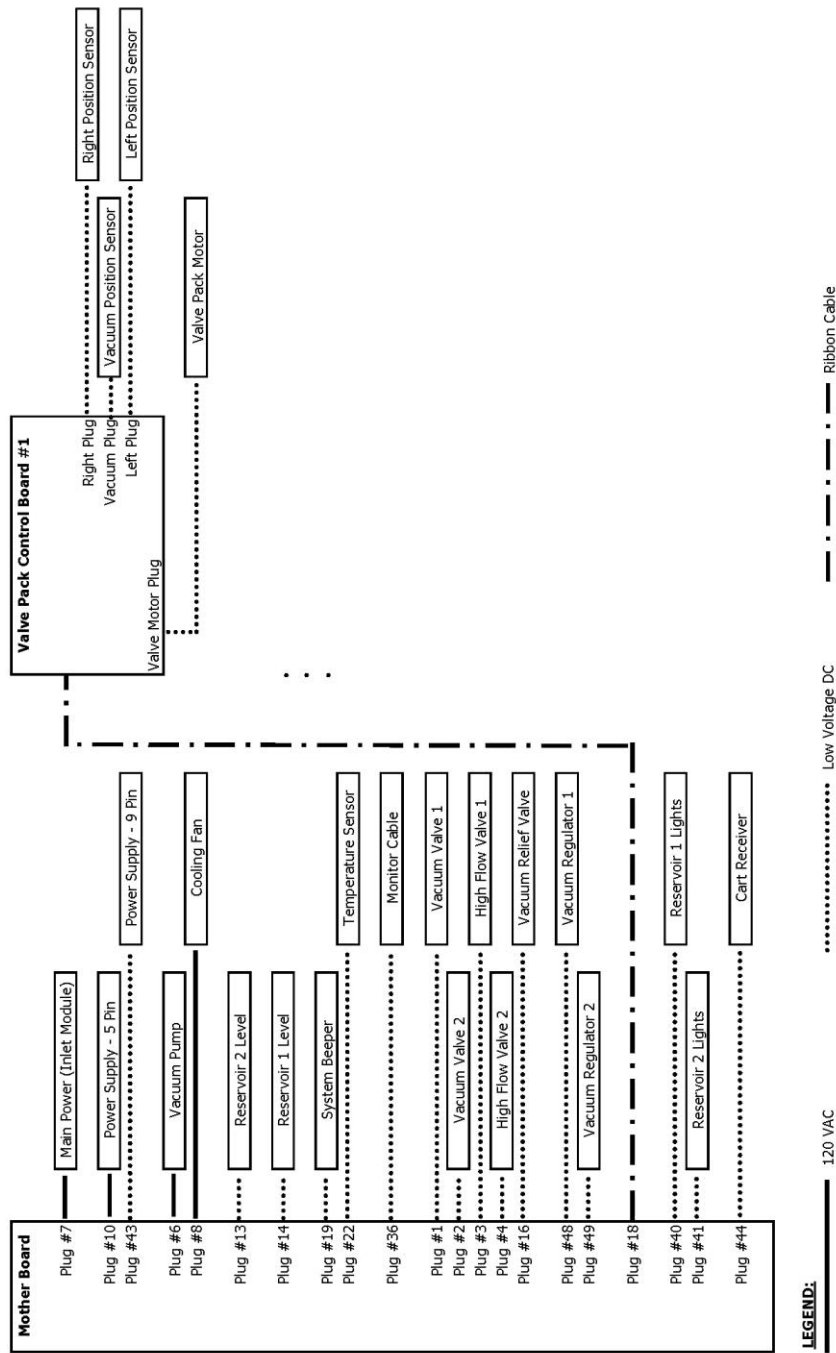 Mother Board
Plug #7
Main Power (Inlet Module)
Plug #10
Power Supply - 5 Pin
Plug #43
Power Supply - 9 Pin
Plug #6
Vacuum Pump
Plug #8
Cooling Fan
Plug #13
Reservoir 2 Level
Plug #14
Reservoir 1 Level
Plug #19
System Beeper
Plug #22
Temperature Sensor
Plug #36
Monitor Cable
Plug #1
Vacuum Valve 1
Plug #2
Vacuum Valve 2
Plug #3
High Flow Valve 1
Plug #4
High Flow Valve 2
Plug #16
Vacuum Relief Valve
Plug #48
Vacuum Regulator 1
Plug #49
Vacuum Regulator 2
Plug #18
Plug #40
Reservoir 1 Lights
Plug #41
Reservoir 2 Lights
Plug #44
Cart Receiver
Valve Pack Control Board #1
Right Plug
Right Position Sensor
Vacuum Plug
Vacuum Position Sensor
Left Plug
Left Position Sensor
Valve Motor Plug
Valve Pack Motor
. . .
LEGEND:
120 VAC
Low Voltage DC
Ribbon Cable